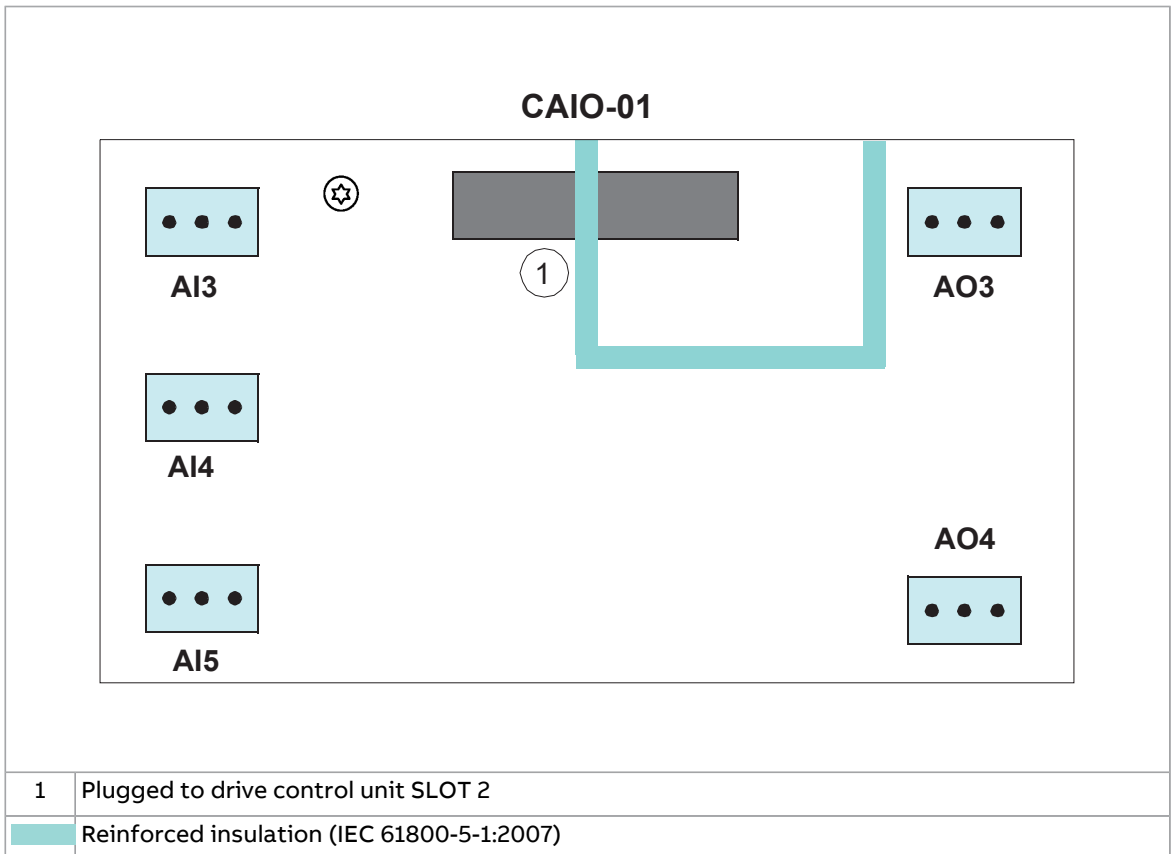 CAIO-01
AI3
1
AO3
AI4
AO4
AI5
1 Plugged to drive control unit SLOT 2
Reinforced insulation (IEC 61800-5-1:2007)